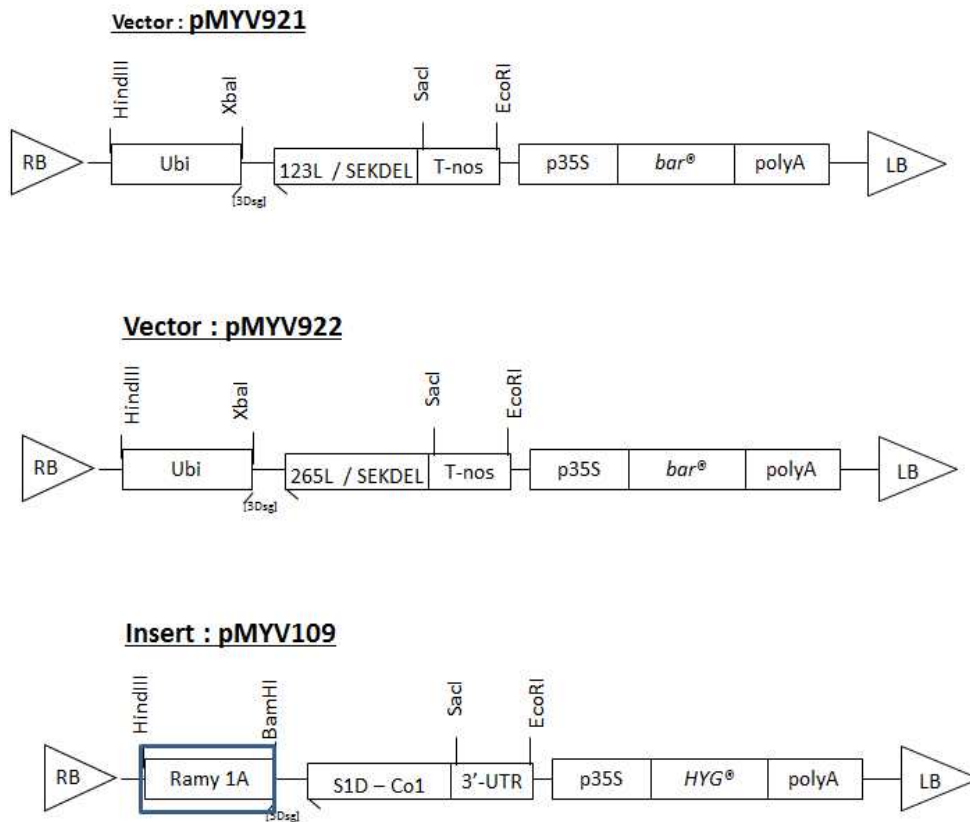 Vector : pMYV921
HindIII
XbaI
SacI
EcoRI
RB
Ubi
[3Dsg]
123L / SEKDEL
T-nos
p35S
bar®
polyA
LB
Vector : pMYV922
HindIII
XbaI
SacI
EcoRI
RB
Ubi
[3Dsg]
265L / SEKDEL
T-nos
p35S
bar®
polyA
LB
Insert : pMYV109
HindIII
BamHI
SacI
EcoRI
RB
Ramy 1A
[3Dsg]
S1D – Co1
3’-UTR
p35S
HYG®
polyA
LB